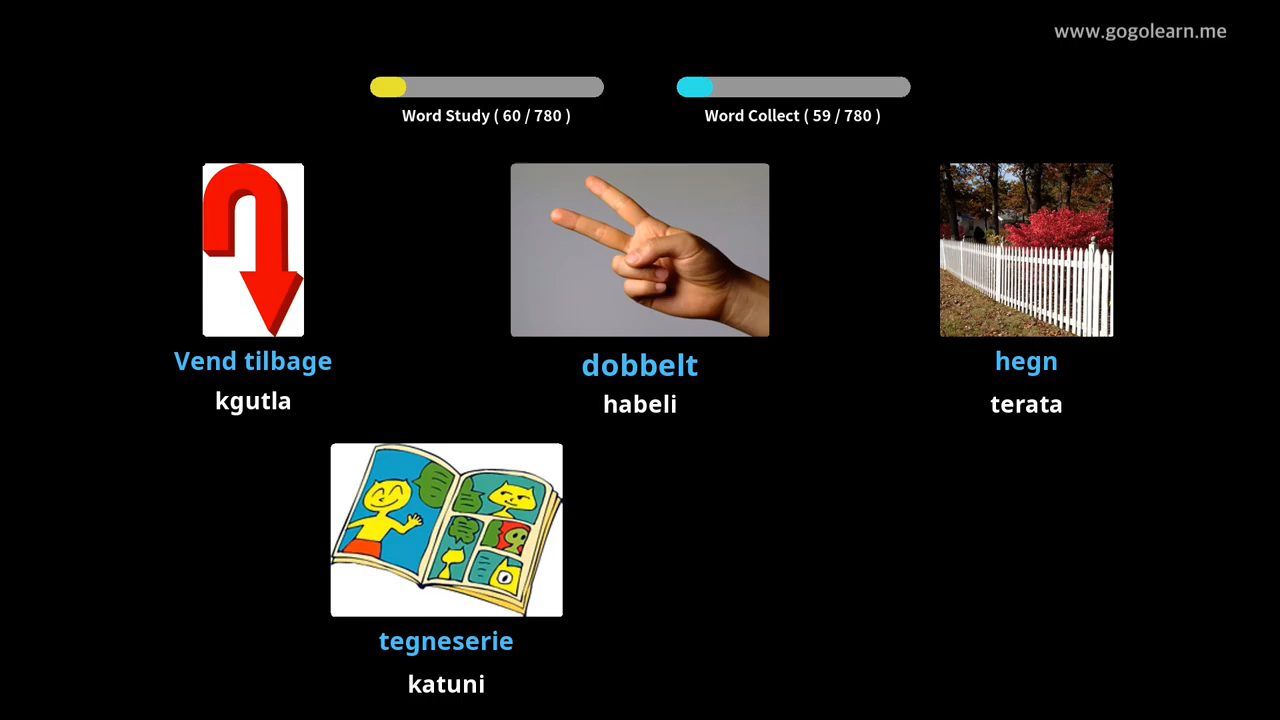 www.gogolearn.me
Word Study ( 60 / 780 )
Word Collect ( 59 / 780 )
Vend tilbage
kgutla
dobbelt
habeli
hegn
terata
tegneserie
katuni